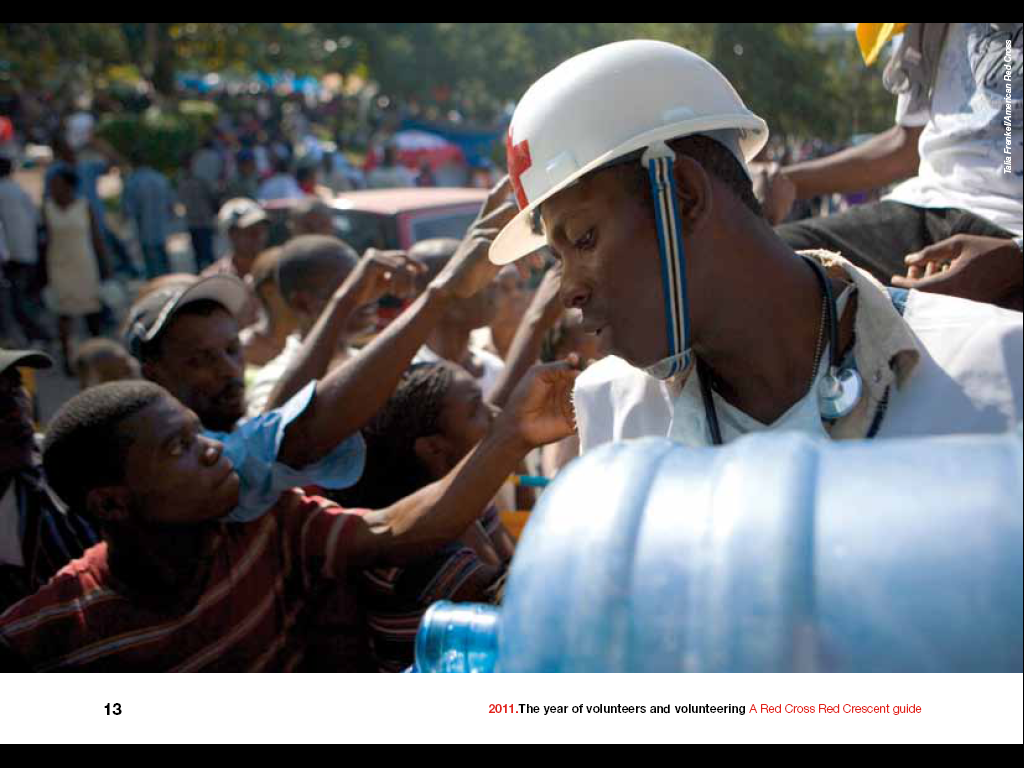 Talia Frenkel/American Red Cross
13
2011.The year of volunteers and volunteering A Red Cross Red Crescent guide